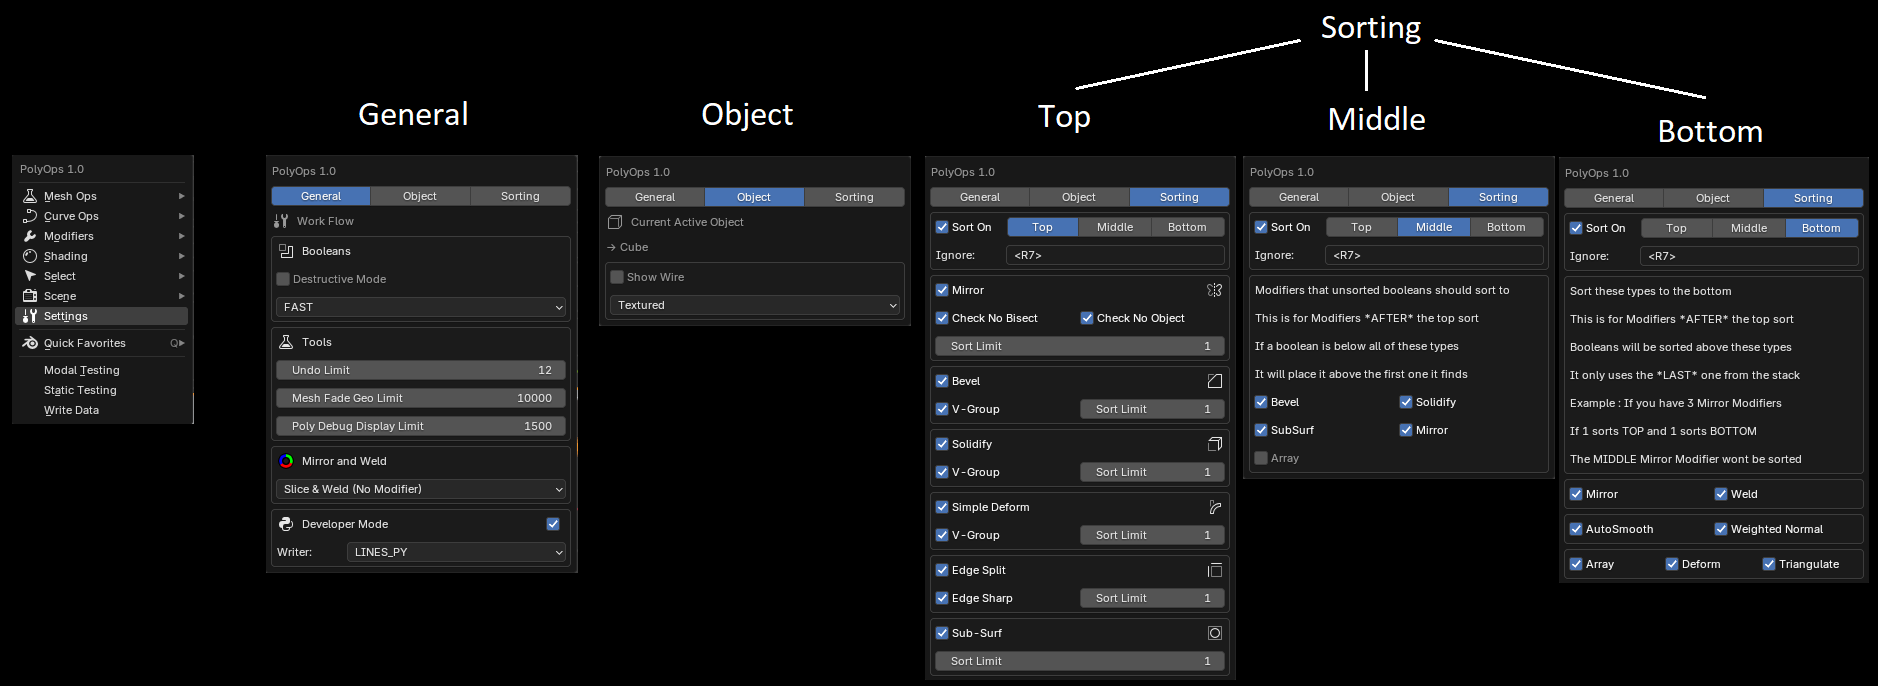 Sorting
General
Object
Top
Middle
Bottom
PolyOps 1.0
Mesh Ops
Curve Ops
Modifiers
Shading
Select
Scene
Settings
Quick Favorites Q
Modal Testing
Static Testing
Write Data
PolyOps 1.0
General Object Sorting
Work Flow
Booleans
Destructive Mode
FAST
Tools
Undo Limit 12
Mesh Fade Geo Limit 10000
Poly Debug Display Limit 1500
Mirror and Weld
Slice & Weld (No Modifier)
Developer Mode
Writer: LINES_PY
PolyOps 1.0
General Object Sorting
Current Active Object
→ Cube
Show Wire
Textured
PolyOps 1.0
General Object Sorting
Sort On Top Middle Bottom
Ignore: <R7>
Mirror
Check No Bisect Check No Object
Sort Limit 1
Bevel
V-Group Sort Limit 1
Solidify
V-Group Sort Limit 1
Simple Deform
V-Group Sort Limit 1
Edge Split
Edge Sharp Sort Limit 1
Sub-Surf
Sort Limit 1
PolyOps 1.0
General Object Sorting
Sort On Top Middle Bottom
Ignore: <R7>
Modifiers that unsorted booleans should sort to
This is for Modifiers *AFTER* the top sort
If a boolean is below all of these types
It will place it above the first one it finds
Bevel Solidify
SubSurf Mirror
Array
PolyOps 1.0
General Object Sorting
Sort On Top Middle Bottom
Ignore: <R7>
Sort these types to the bottom
This is for Modifiers *AFTER* the top sort
Booleans will be sorted above these types
It only uses the *LAST* one from the stack
Example : If you have 3 Mirror Modifiers
If 1 sorts TOP and 1 sorts BOTTOM
The MIDDLE Mirror Modifier wont be sorted
Mirror Weld
AutoSmooth Weighted Normal
Array Deform Triangulate